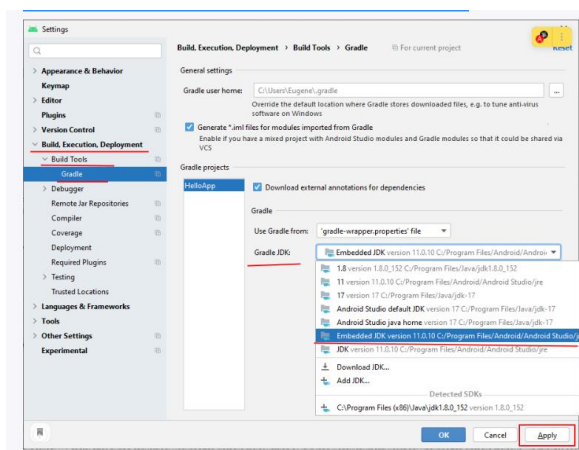 Settings
Build, Execution, Deployment > Build Tools > Gradle
For current project
Reset
Appearance & Behavior
Keymap
Editor
Plugins
Version Control
Build, Execution, Deployment
Build Tools
Gradle
Debugger
Remote Jar Repositories
Compiler
Coverage
Deployment
Required Plugins
Testing
Trusted Locations
Languages & Frameworks
Tools
Other Settings
Experimental
General settings
Gradle user home:
C:\Users\Eugene\.gradle
...
Override the default location where Gradle stores downloaded files, e.g. to tune anti-virus
software on Windows
Generate *.iml files for modules imported from Gradle
Enable if you have a mixed project with Android Studio modules and Gradle modules so that it could be shared via
VCS
Gradle projects
HelloApp
Download external annotations for dependencies
Gradle
Use Gradle from:
'gradle-wrapper.properties' file
Gradle JDK:
Embedded JDK version 11.0.10 C:/Program Files/Android/Androi
1.8 version 1.8.0_152 C:/Program Files/Java/jdk1.8.0_152
11 version 11.0.10 C:/Program Files/Android/Android Studio/jre
17 version 17 C:/Program Files/Java/jdk-17
Android Studio default JDK version 17 C:/Program Files/Java/jdk-17
Android Studio java home version 17 C:/Program Files/Java/jdk-17
Embedded JDK version 11.0.10 C:/Program Files/Android/Android Studio/j
JDK version 11.0.10 C:/Program Files/Android/Android Studio/jre
Download JDK...
Add JDK...
Detected SDKs
C:\Program Files (x86)\Java\jdk1.8.0_152 version 1.8.0_152
OK
Cancel
Apply